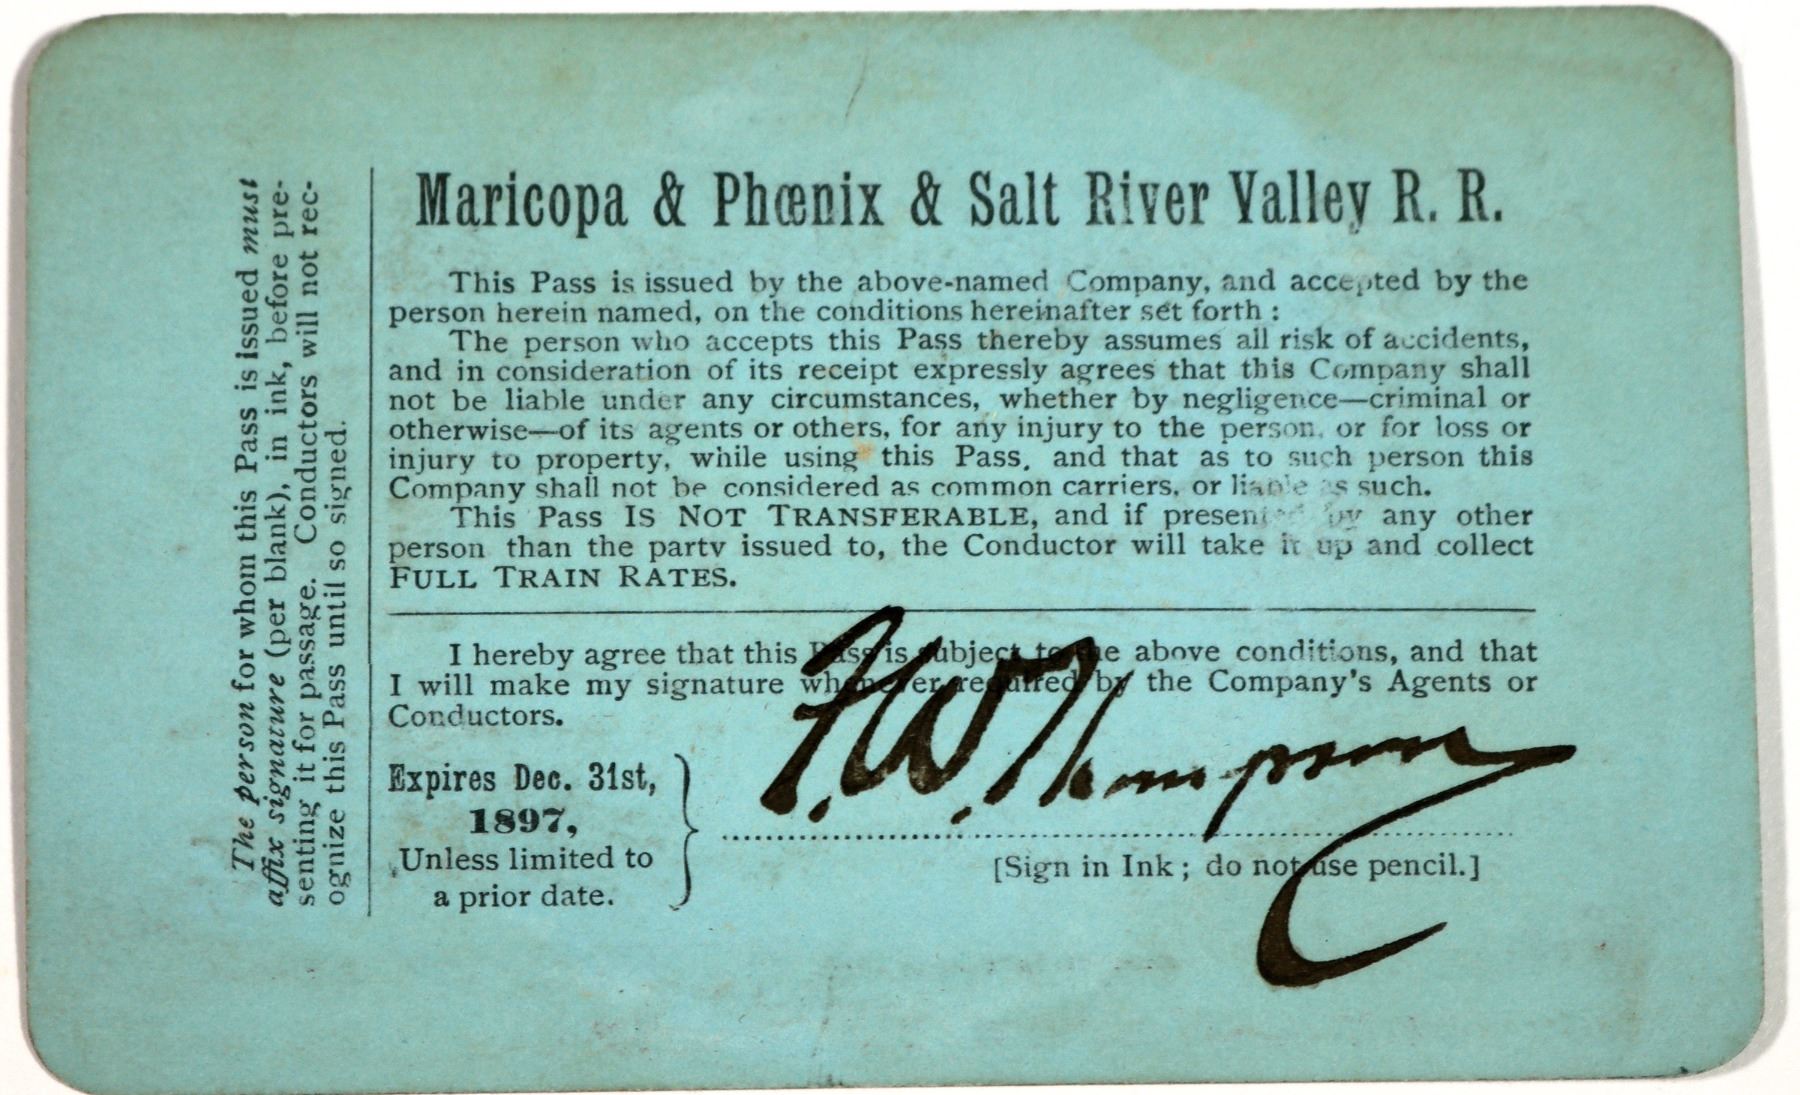 The person for whom this Pass is issued must
affix signature (per blank), in ink, before pre-
senting it for passage. Conductors will not rec-
ognize this Pass until so signed.
Maricopa & Phœnix & Salt River Valley R. R.
This Pass is issued by the above-named Company, and accepted by the
person herein named, on the conditions hereinafter set forth :
The person who accepts this Pass thereby assumes all risk of accidents,
and in consideration of its receipt expressly agrees that this Company shall
not be liable under any circumstances, whether by negligence—criminal or
otherwise—of its agents or others, for any injury to the person, or for loss or
injury to property, while using this Pass, and that as to such person this
Company shall not be considered as common carriers, or liable as such.
This Pass IS NOT TRANSFERABLE, and if presented by any other
person than the party issued to, the Conductor will take it up and collect
FULL TRAIN RATES.
I hereby agree that this Pass is subject to the above conditions, and that
I will make my signature whenever required by the Company's Agents or
Conductors.
Expires Dec. 31st,
1897,
Unless limited to
a prior date.
F. W. Thompson
[Sign in Ink ; do not use pencil.]